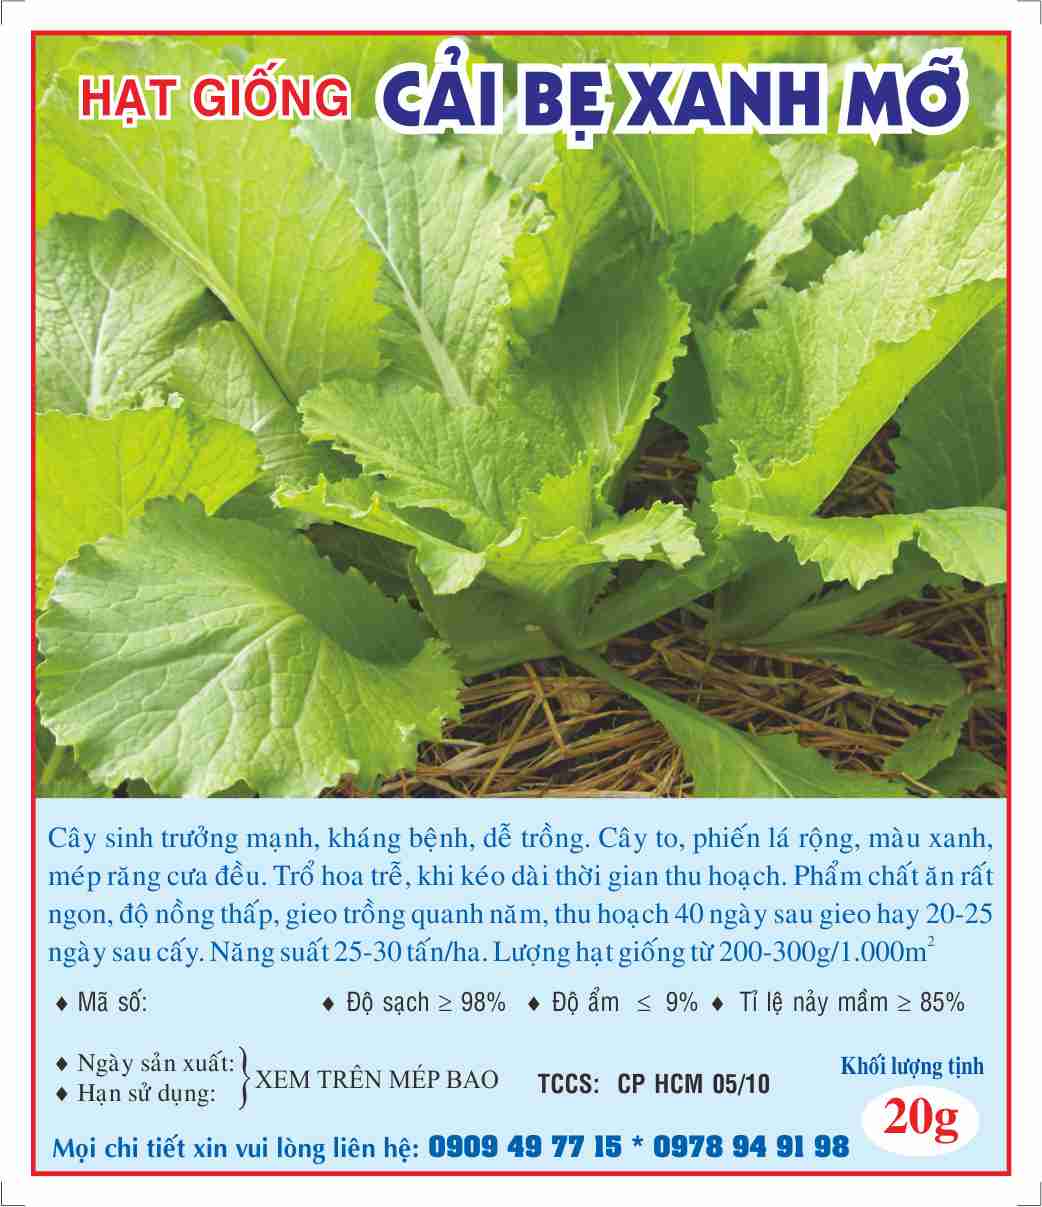 HẠT GIỐNG CẢI BẸ XANH MỠ
Cây sinh trưởng mạnh, kháng bệnh, dễ trồng. Cây to, phiến lá rộng, màu xanh,
mép răng cưa đều. Trổ hoa trễ, khi kéo dài thời gian thu hoạch. Phẩm chất ăn rất
ngon, độ nồng thấp, gieo trồng quanh năm, thu hoạch 40 ngày sau gieo hay 20-25
ngày sau cấy. Năng suất 25-30 tấn/ha. Lượng hạt giống từ 200-300g/1.000m²
♦ Mã số: ♦ Độ sạch ≥ 98% ♦ Độ ẩm ≤ 9% ♦ Tỉ lệ nảy mầm ≥ 85%
♦ Ngày sản xuất:
♦ Hạn sử dụng:
XEM TRÊN MÉP BAO
TCCS: CP HCM 05/10
Khối lượng tịnh
20g
Mọi chi tiết xin vui lòng liên hệ: 0909 49 77 15 * 0978 94 91 98